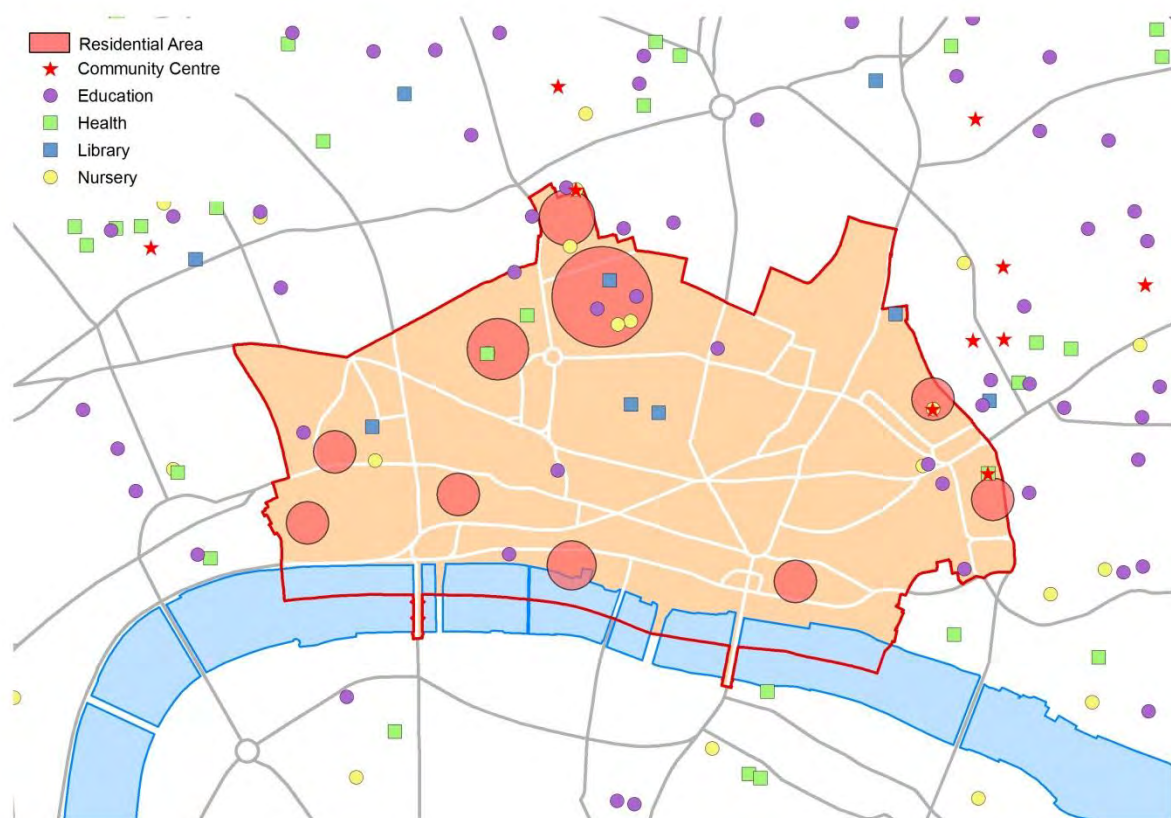 Residential Area
Community Centre
Education
Health
Library
Nursery